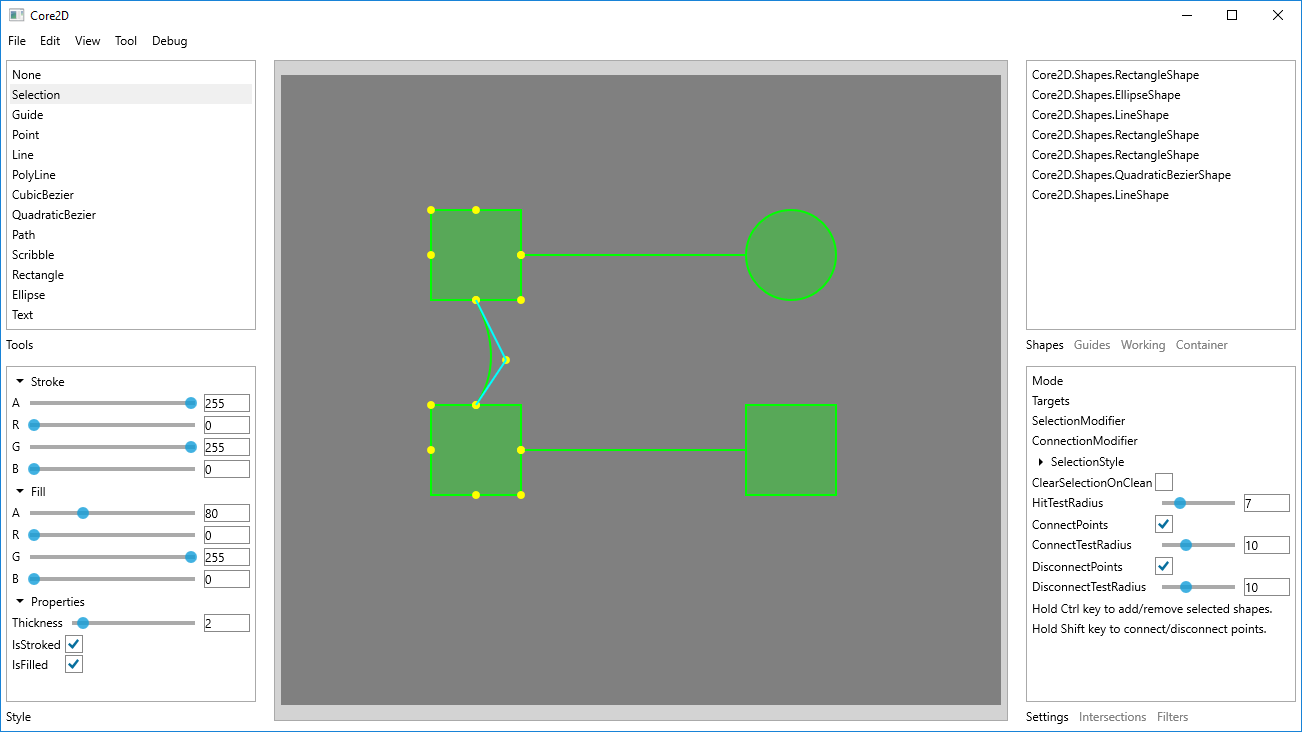 Core2D
File Edit View Tool Debug
None
Selection
Guide
Point
Line
PolyLine
CubicBezier
QuadraticBezier
Path
Scribble
Rectangle
Ellipse
Text
Tools
Stroke
A 255
R 0
G 255
B 0
Fill
A 80
R 0
G 255
B 0
Properties
Thickness 2
IsStroked
IsFilled
Style
Core2D.Shapes.RectangleShape
Core2D.Shapes.EllipseShape
Core2D.Shapes.LineShape
Core2D.Shapes.RectangleShape
Core2D.Shapes.RectangleShape
Core2D.Shapes.QuadraticBezierShape
Core2D.Shapes.LineShape
Shapes Guides Working Container
Mode
Targets
SelectionModifier
ConnectionModifier
SelectionStyle
ClearSelectionOnClean
HitTestRadius 7
ConnectPoints
ConnectTestRadius 10
DisconnectPoints
DisconnectTestRadius 10
Hold Ctrl key to add/remove selected shapes.
Hold Shift key to connect/disconnect points.
Settings Intersections Filters